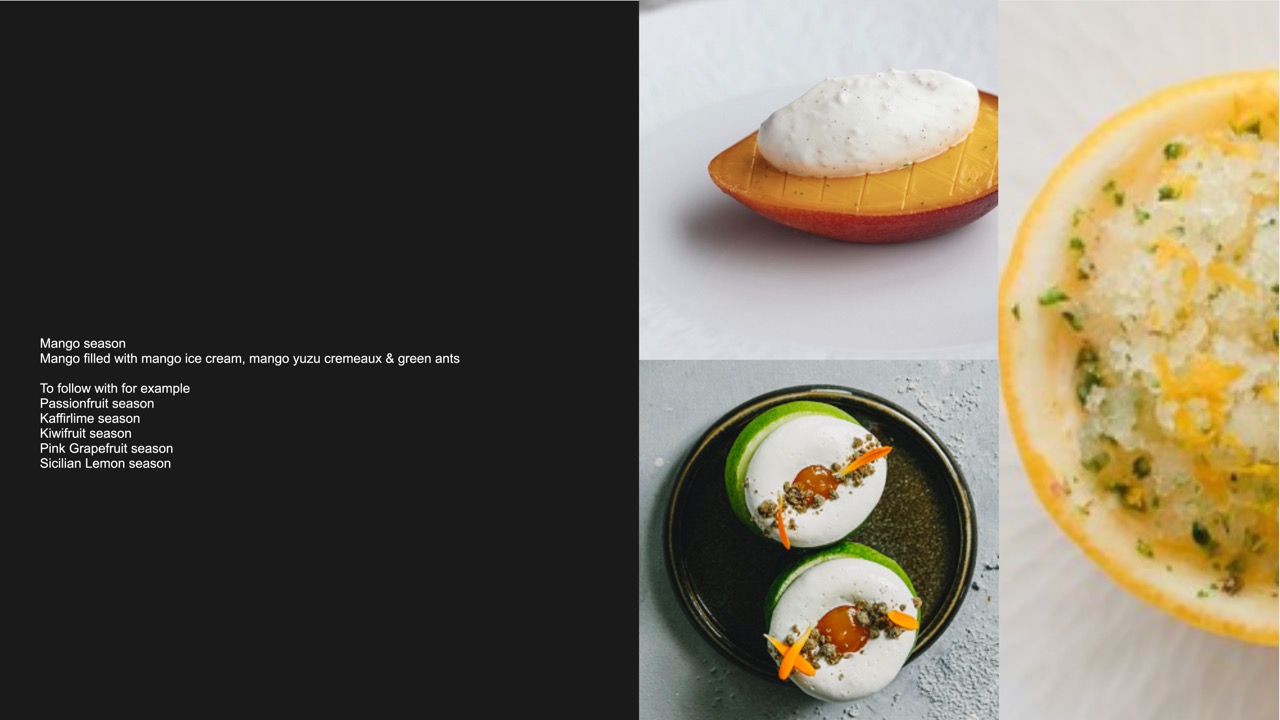 Mango season
Mango filled with mango ice cream, mango yuzu cremeaux & green ants
To follow with for example
Passionfruit season
Kaffirlime season
Kiwifruit season
Pink Grapefruit season
Sicilian Lemon season